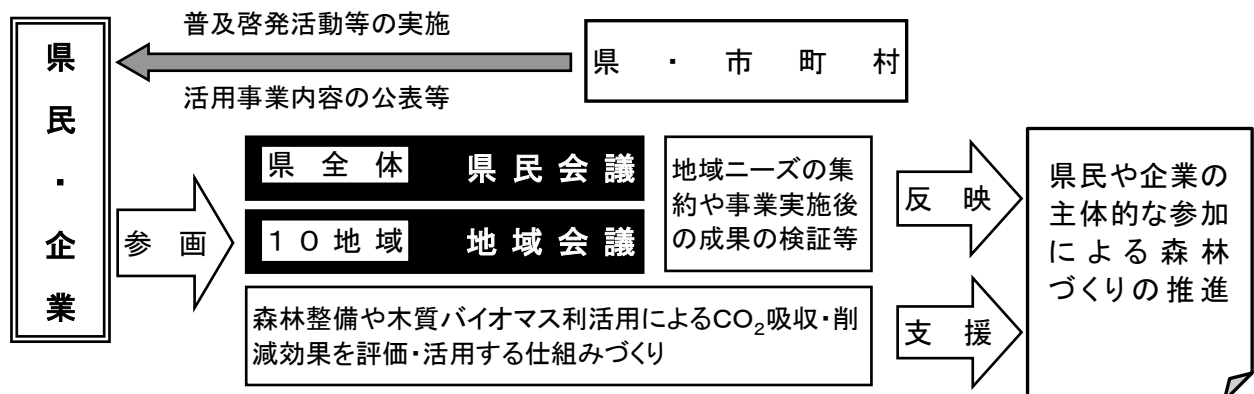 普及啓発活動等の実施
県・市町村
活用事業内容の公表等
県民・企業
参画
県全体 県民会議
10地域 地域会議
地域ニーズの集
約や事業実施後
の成果の検証等
反映
森林整備や木質バイオマス利活用によるCO₂吸収・削
減効果を評価・活用する仕組みづくり
支援
県民や企業の
主体的な参加
による森林
づくりの推進